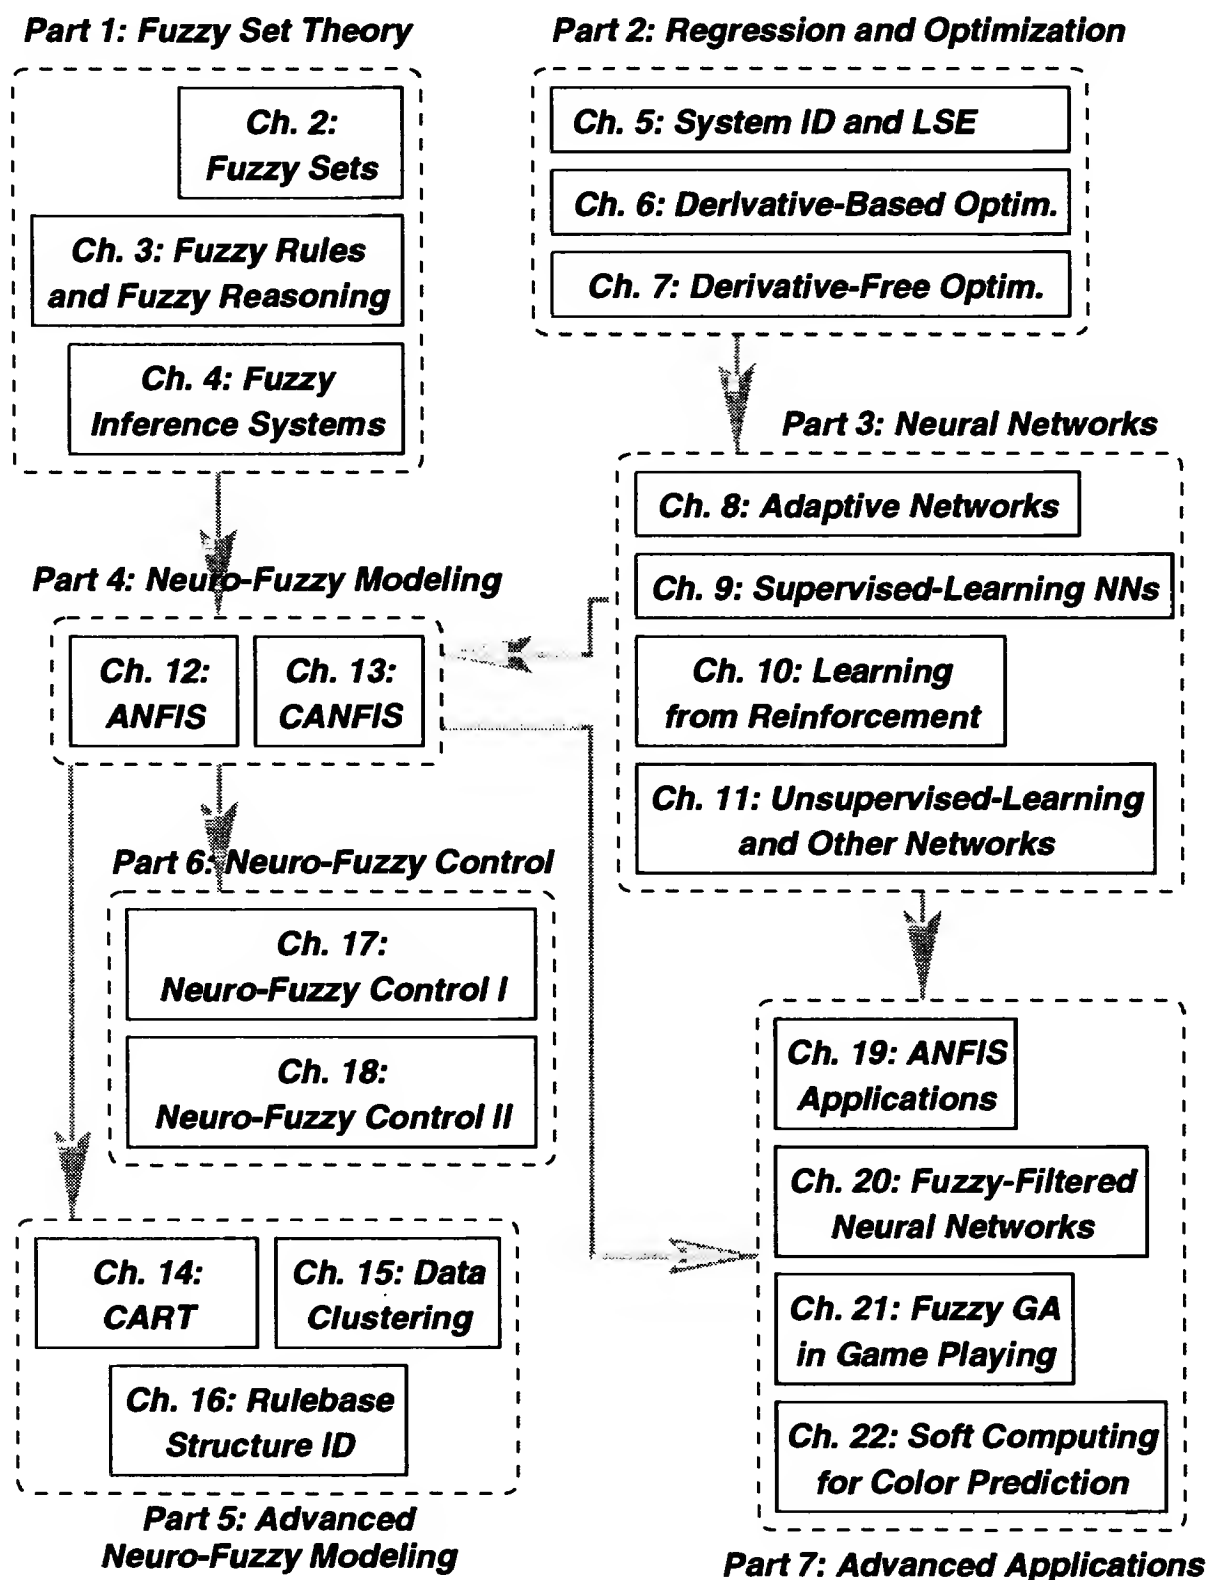 Part 1: Fuzzy Set Theory
Ch. 2:
Fuzzy Sets
Ch. 3: Fuzzy Rules
and Fuzzy Reasoning
Ch. 4: Fuzzy
Inference Systems
Part 2: Regression and Optimization
Ch. 5: System ID and LSE
Ch. 6: Derivative-Based Optim.
Ch. 7: Derivative-Free Optim.
Part 3: Neural Networks
Ch. 8: Adaptive Networks
Ch. 9: Supervised-Learning NNs
Ch. 10: Learning
from Reinforcement
Ch. 11: Unsupervised-Learning
and Other Networks
Part 4: Neuro-Fuzzy Modeling
Ch. 12:
ANFIS
Ch. 13:
CANFIS
Part 6: Neuro-Fuzzy Control
Ch. 17:
Neuro-Fuzzy Control I
Ch. 18:
Neuro-Fuzzy Control II
Ch. 14:
CART
Ch. 15: Data
Clustering
Ch. 16: Rulebase
Structure ID
Part 5: Advanced
Neuro-Fuzzy Modeling
Ch. 19: ANFIS
Applications
Ch. 20: Fuzzy-Filtered
Neural Networks
Ch. 21: Fuzzy GA
in Game Playing
Ch. 22: Soft Computing
for Color Prediction
Part 7: Advanced Applications